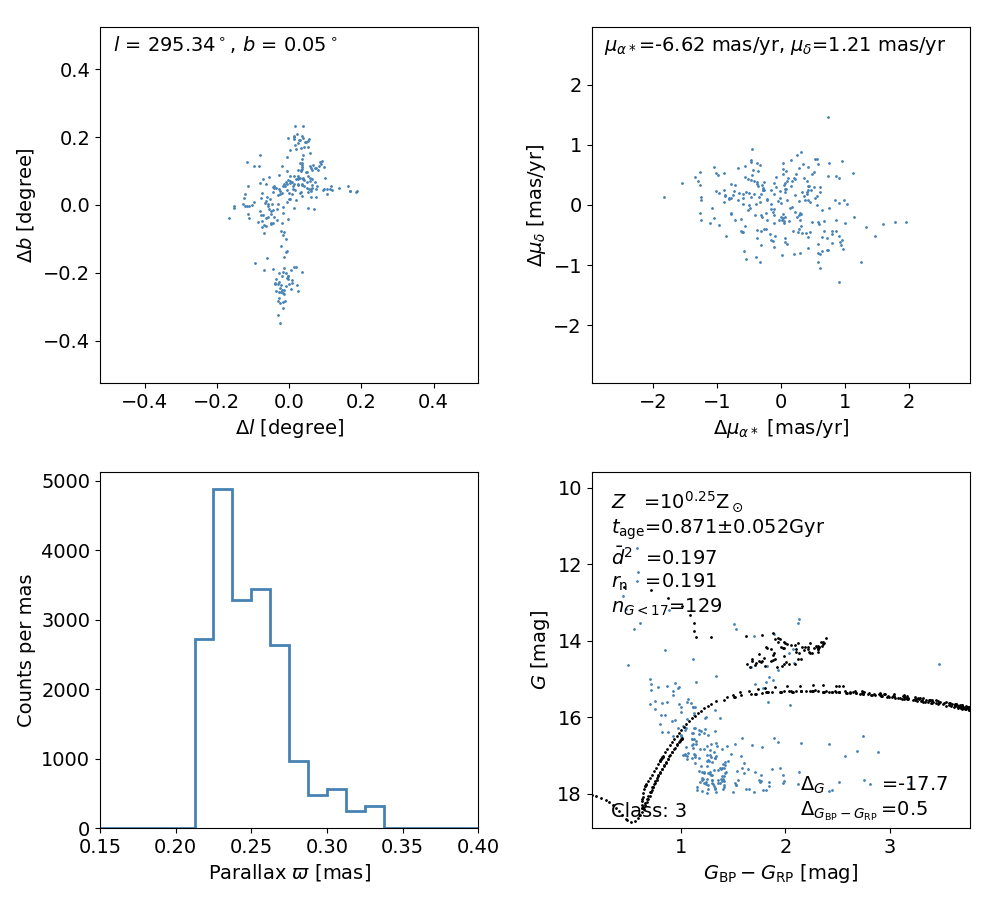 l = 295.34°, b = 0.05°
0.4
0.2
0.0
−0.2
−0.4
Δb [degree]
−0.4 −0.2 0.0 0.2 0.4
Δl [degree]
μα*=-6.62 mas/yr, μδ=1.21 mas/yr
2
1
0
−1
−2
Δμδ [mas/yr]
−2 −1 0 1 2
Δμα* [mas/yr]
5000
4000
3000
2000
1000
0
Counts per mas
0.15 0.20 0.25 0.30 0.35 0.40
Parallax ϖ [mas]
10
12
14
16
18
G [mag]
Z =10^0.25 Z⊙
t_age=0.871±0.052Gyr
d̄² =0.197
r_n =0.191
n_G<17=129
Δ_G =-17.7
Class: 3
Δ_G_BP−G_RP=0.5
1 2 3
G_BP − G_RP [mag]